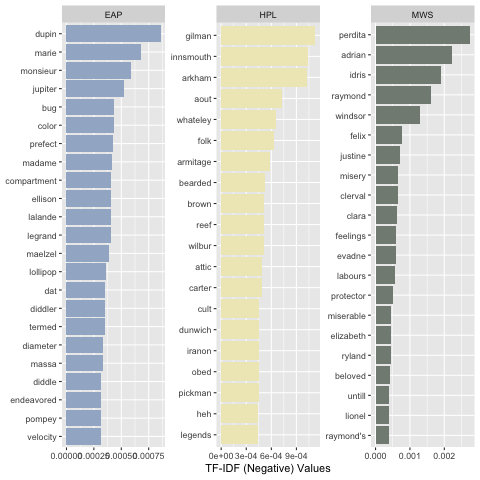 EAP
dupin
marie
monsieur
jupiter
bug
color
prefect
madame
compartment
ellison
lalande
legrand
maelzel
lollipop
dat
diddler
termed
diameter
massa
diddle
endeavored
pompey
velocity
0.00000 0.00025 0.00050 0.00075
HPL
gilman
innsmouth
arkham
aout
whateley
folk
armitage
bearded
brown
reef
wilbur
attic
carter
cult
dunwich
iranon
obed
pickman
heh
legends
0e+00 3e-04 6e-04 9e-04
MWS
perdita
adrian
idris
raymond
windsor
felix
justine
misery
clerval
clara
feelings
evadne
labours
protector
miserable
elizabeth
ryland
beloved
untill
lionel
raymond's
0.000 0.001 0.002
TF-IDF (Negative) Values